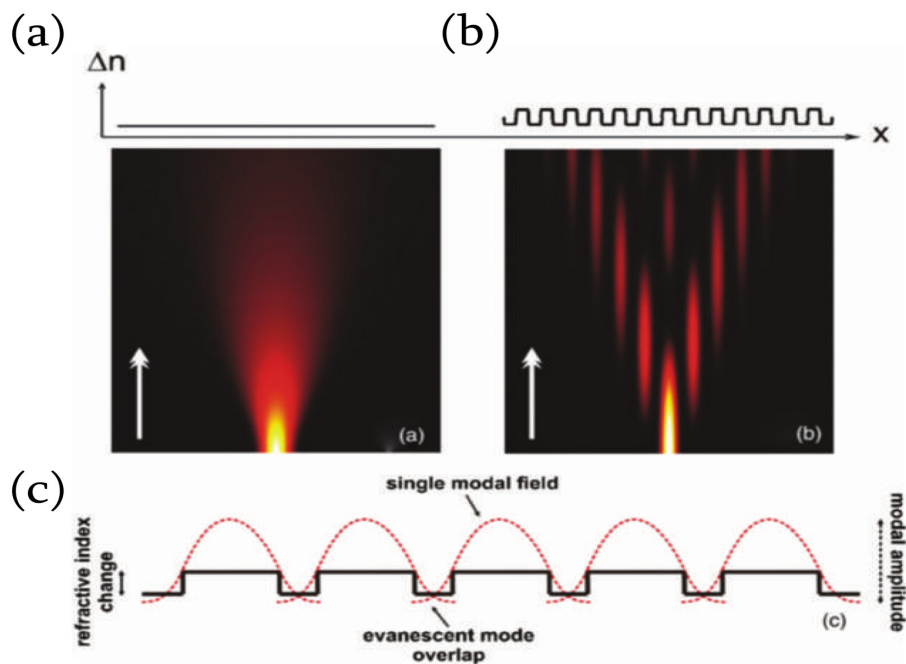 (a)
(b)
Δn
x
(a)
(b)
(c)
single modal field
refractive index
change
modal amplitude
evanescent mode
overlap
(c)